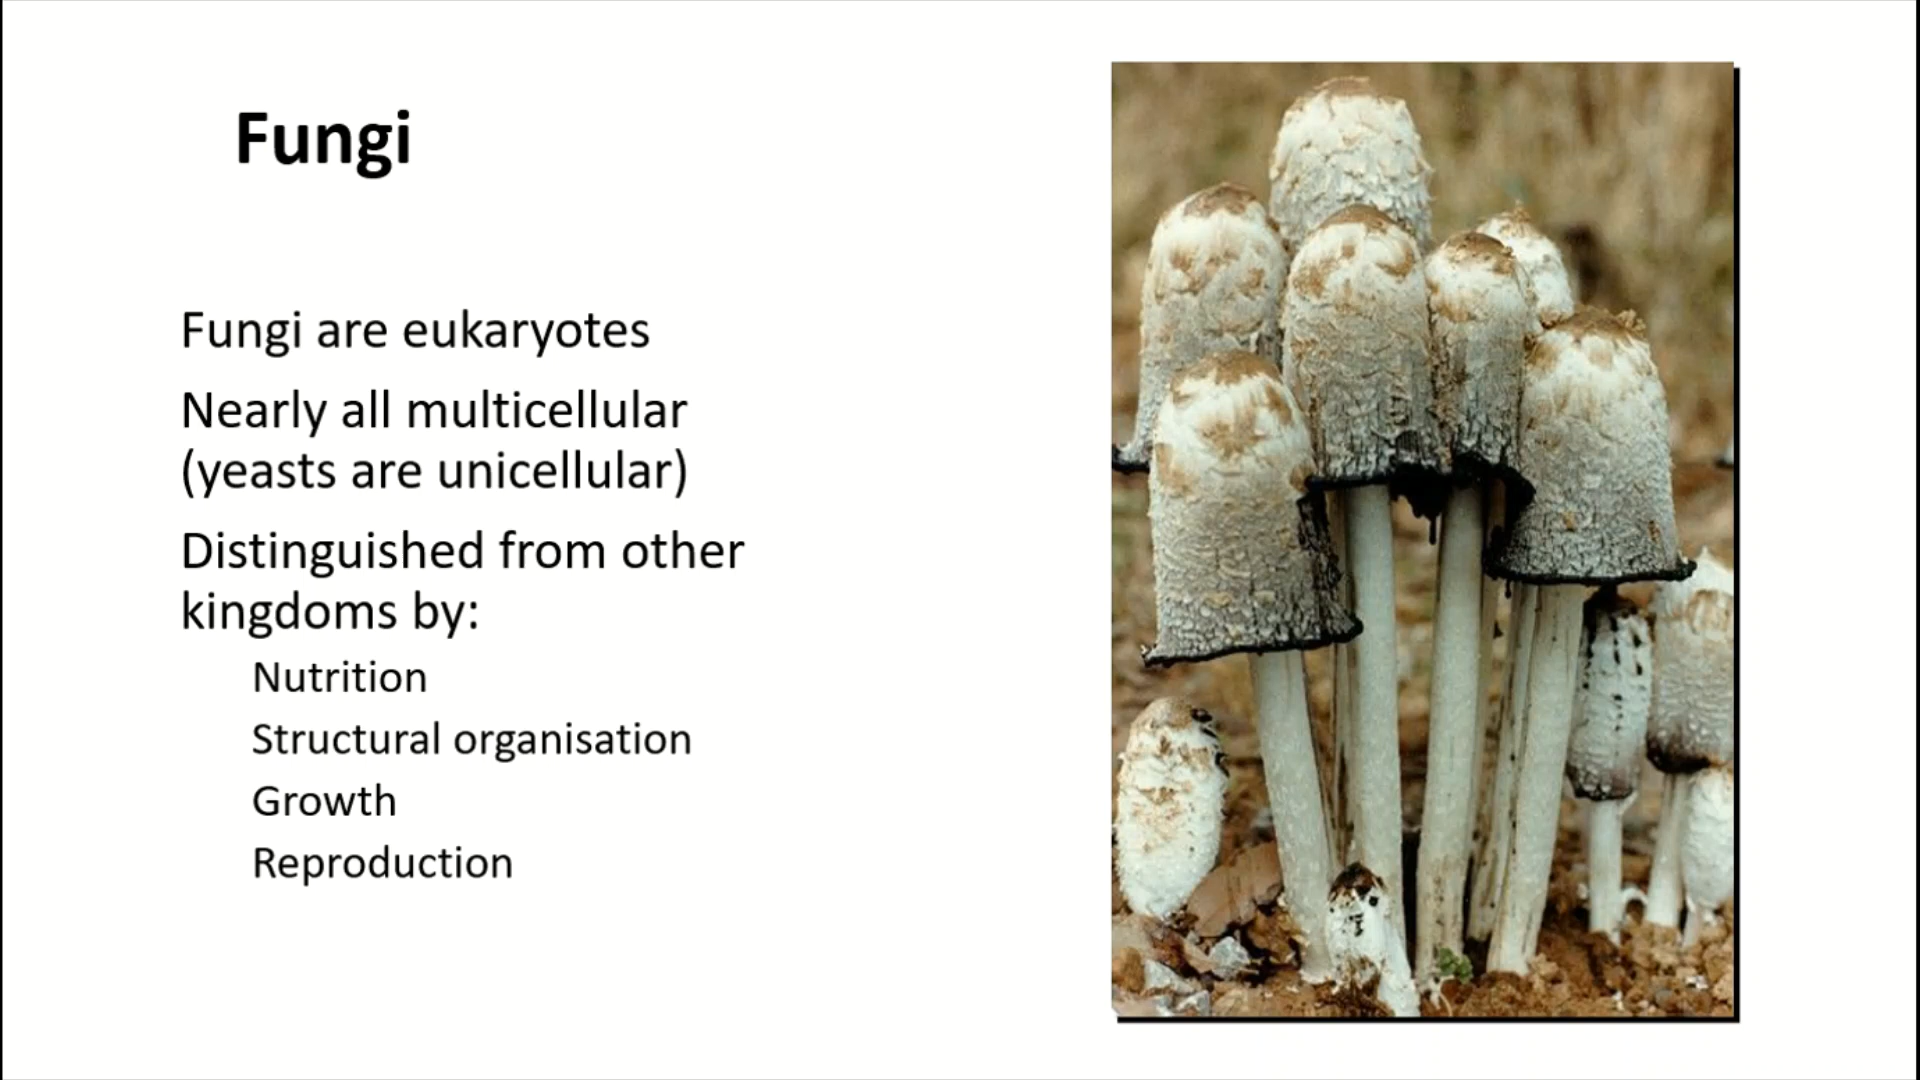 Fungi
Fungi are eukaryotes
Nearly all multicellular
(yeasts are unicellular)
Distinguished from other
kingdoms by:
Nutrition
Structural organisation
Growth
Reproduction